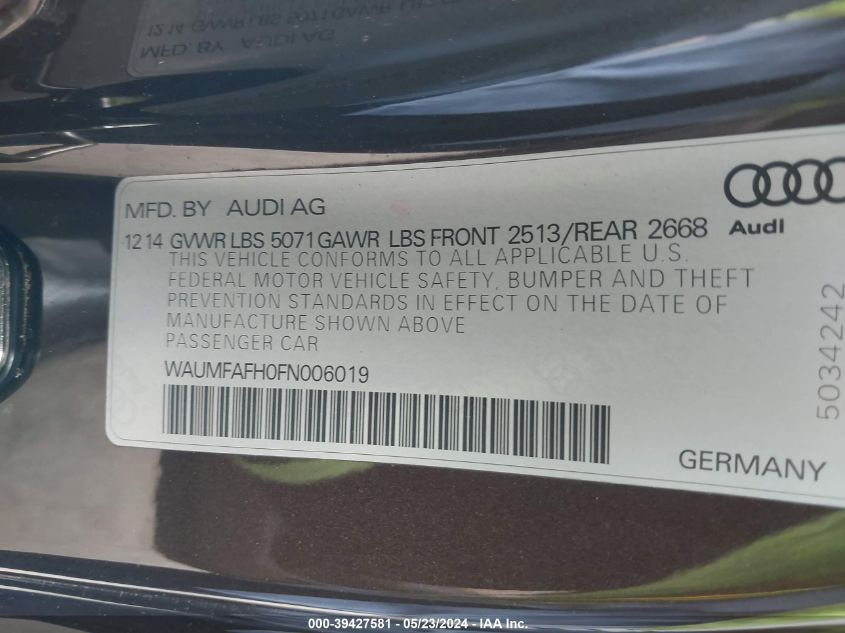 MFD. BY AUDI AG
12 14 GVWR LBS 5071 GAWR LBS FRONT 2513/REAR 2668
Audi
THIS VEHICLE CONFORMS TO ALL APPLICABLE U.S.
FEDERAL MOTOR VEHICLE SAFETY, BUMPER AND THEFT
PREVENTION STANDARDS IN EFFECT ON THE DATE OF
MANUFACTURE SHOWN ABOVE
PASSENGER CAR
WAUMFAFH0FN006019
5034242
GERMANY
000-39427581 - 05/23/2024 - IAA Inc.